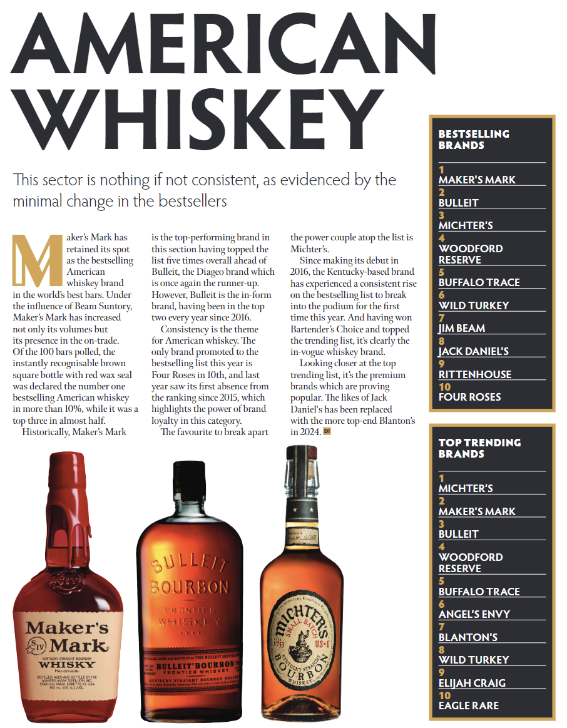 AMERICAN
WHISKEY
This sector is nothing if not consistent, as evidenced by the
minimal change in the bestsellers
Maker's Mark has
retained its spot
as the bestselling
American
whiskey brand
in the world's best bars. Under
the influence of Beam Suntory,
Maker's Mark has increased
not only its volumes but
its presence in the on-trade.
Of the 100 bars polled, the
instantly recognisable brown
square bottle with red wax seal
was declared the number one
bestselling American whiskey
in more than 10%, while it was a
top three in almost half.
Historically, Maker's Mark
is the top-performing brand in
this section having topped the
list five times overall ahead of
Bulleit, the Diageo brand which
is once again the runner-up.
However, Bulleit is the in-form
brand, having been in the top
two every year since 2016.
Consistency is the theme
for American whiskey. The
only brand promoted to the
bestselling list this year is
Four Roses in 10th, and last
year saw its first absence from
the ranking since 2015, which
highlights the power of brand
loyalty in this category.
The favourite to break apart
the power couple atop the list is
Michter's.
Since making its debut in
2016, the Kentucky-based brand
has experienced a consistent rise
on the bestselling list to break
into the podium for the first
time this year. And having won
Bartender's Choice and topped
the trending list, it's clearly the
in-vogue whiskey brand.
Looking closer at the top
trending list, it's the premium
brands which are proving
popular. The likes of Jack
Daniel's has been replaced
with the more top-end Blanton's
in 2024. DI
BESTSELLING
BRANDS
1
MAKER'S MARK
2
BULLEIT
3
MICHTER'S
4
WOODFORD
RESERVE
5
BUFFALO TRACE
6
WILD TURKEY
7
JIM BEAM
8
JACK DANIEL'S
9
RITTENHOUSE
10
FOUR ROSES
TOP TRENDING
BRANDS
1
MICHTER'S
2
MAKER'S MARK
3
BULLEIT
4
WOODFORD
RESERVE
5
BUFFALO TRACE
6
ANGEL'S ENVY
7
BLANTON'S
8
WILD TURKEY
9
ELIJAH CRAIG
10
EAGLE RARE
Maker's
SIV Mark
KENTUCKY STRAIGHT BOURBON
WHISKY
Handmade
BULLEIT
BOURBON
FRONTIER
WHISKEY
BULLEIT BOURBON
FRONTIER WHISKEY
KENTUCKY STRAIGHT BOURBON WHISKEY
MICHTER'S
SMALL BATCH
1753
US★1
BOURBON
WHISKEY